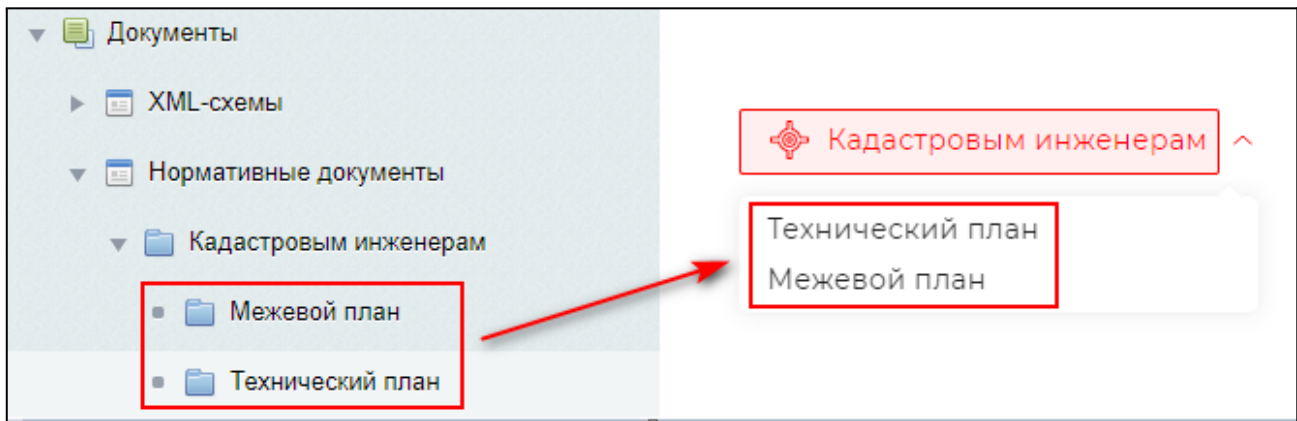 Документы
XML-схемы
Нормативные документы
Кадастровым инженерам
Межевой план
Технический план
Кадастровым инженерам
Технический план
Межевой план